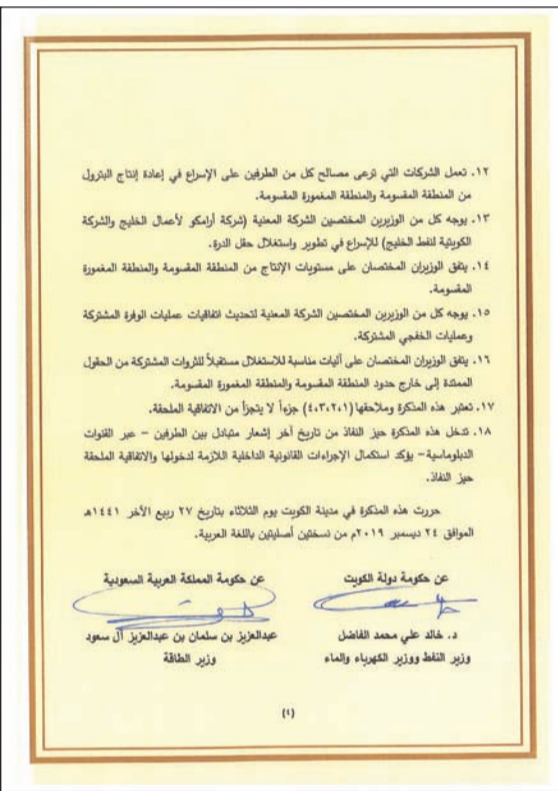 ١٢. تعمل الشركات التي ترعى مصالح كل من الطرفين على الإسراع في إعادة إنتاج البترول
من المنطقة المقسومة والمنطقة المغمورة المقسومة.
١٣. يوجه كل من الوزيرين المختصين الشركة المعنية (شركة أرامكو لأعمال الخليج والشركة
الكويتية لنفط الخليج) للإسراع في تطوير واستغلال حقل الدرة.
١٤. يتفق الوزيران المختصان على مستويات الإنتاج من المنطقة المقسومة والمنطقة المغمورة
المقسومة.
١٥. يوجه كل من الوزيرين المختصين الشركة المعنية لتحديث اتفاقيات عمليات الوفرة المشتركة
وعمليات الخفجي المشتركة.
١٦. يتفق الوزيران المختصان على آليات مناسبة للاستغلال مستقبلاً للثروات المشتركة من الحقول
الممتدة إلى خارج حدود المنطقة المقسومة والمنطقة المغمورة المقسومة.
١٧. تعتبر هذه المذكرة وملاحقها (٤،٣،٢،١) جزءاً لا يتجزأ من الاتفاقية الملحقة.
١٨. تدخل هذه المذكرة حيز النفاذ من تاريخ آخر إشعار متبادل بين الطرفين – عبر القنوات
الدبلوماسية– يؤكد استكمال الإجراءات القانونية الداخلية اللازمة لدخولها والاتفاقية الملحقة
حيز النفاذ.
حررت هذه المذكرة في مدينة الكويت يوم الثلاثاء بتاريخ ٢٧ ربيع الآخر ١٤٤١هـ
الموافق ٢٤ ديسمبر ٢٠١٩م من نسختين أصليتين باللغة العربية.
عن حكومة دولة الكويت
عن حكومة المملكة العربية السعودية
د. خالد علي محمد الفاضل
عبدالعزيز بن سلمان بن عبدالعزيز آل سعود
وزير النفط ووزير الكهرباء والماء
وزير الطاقة
(٤)